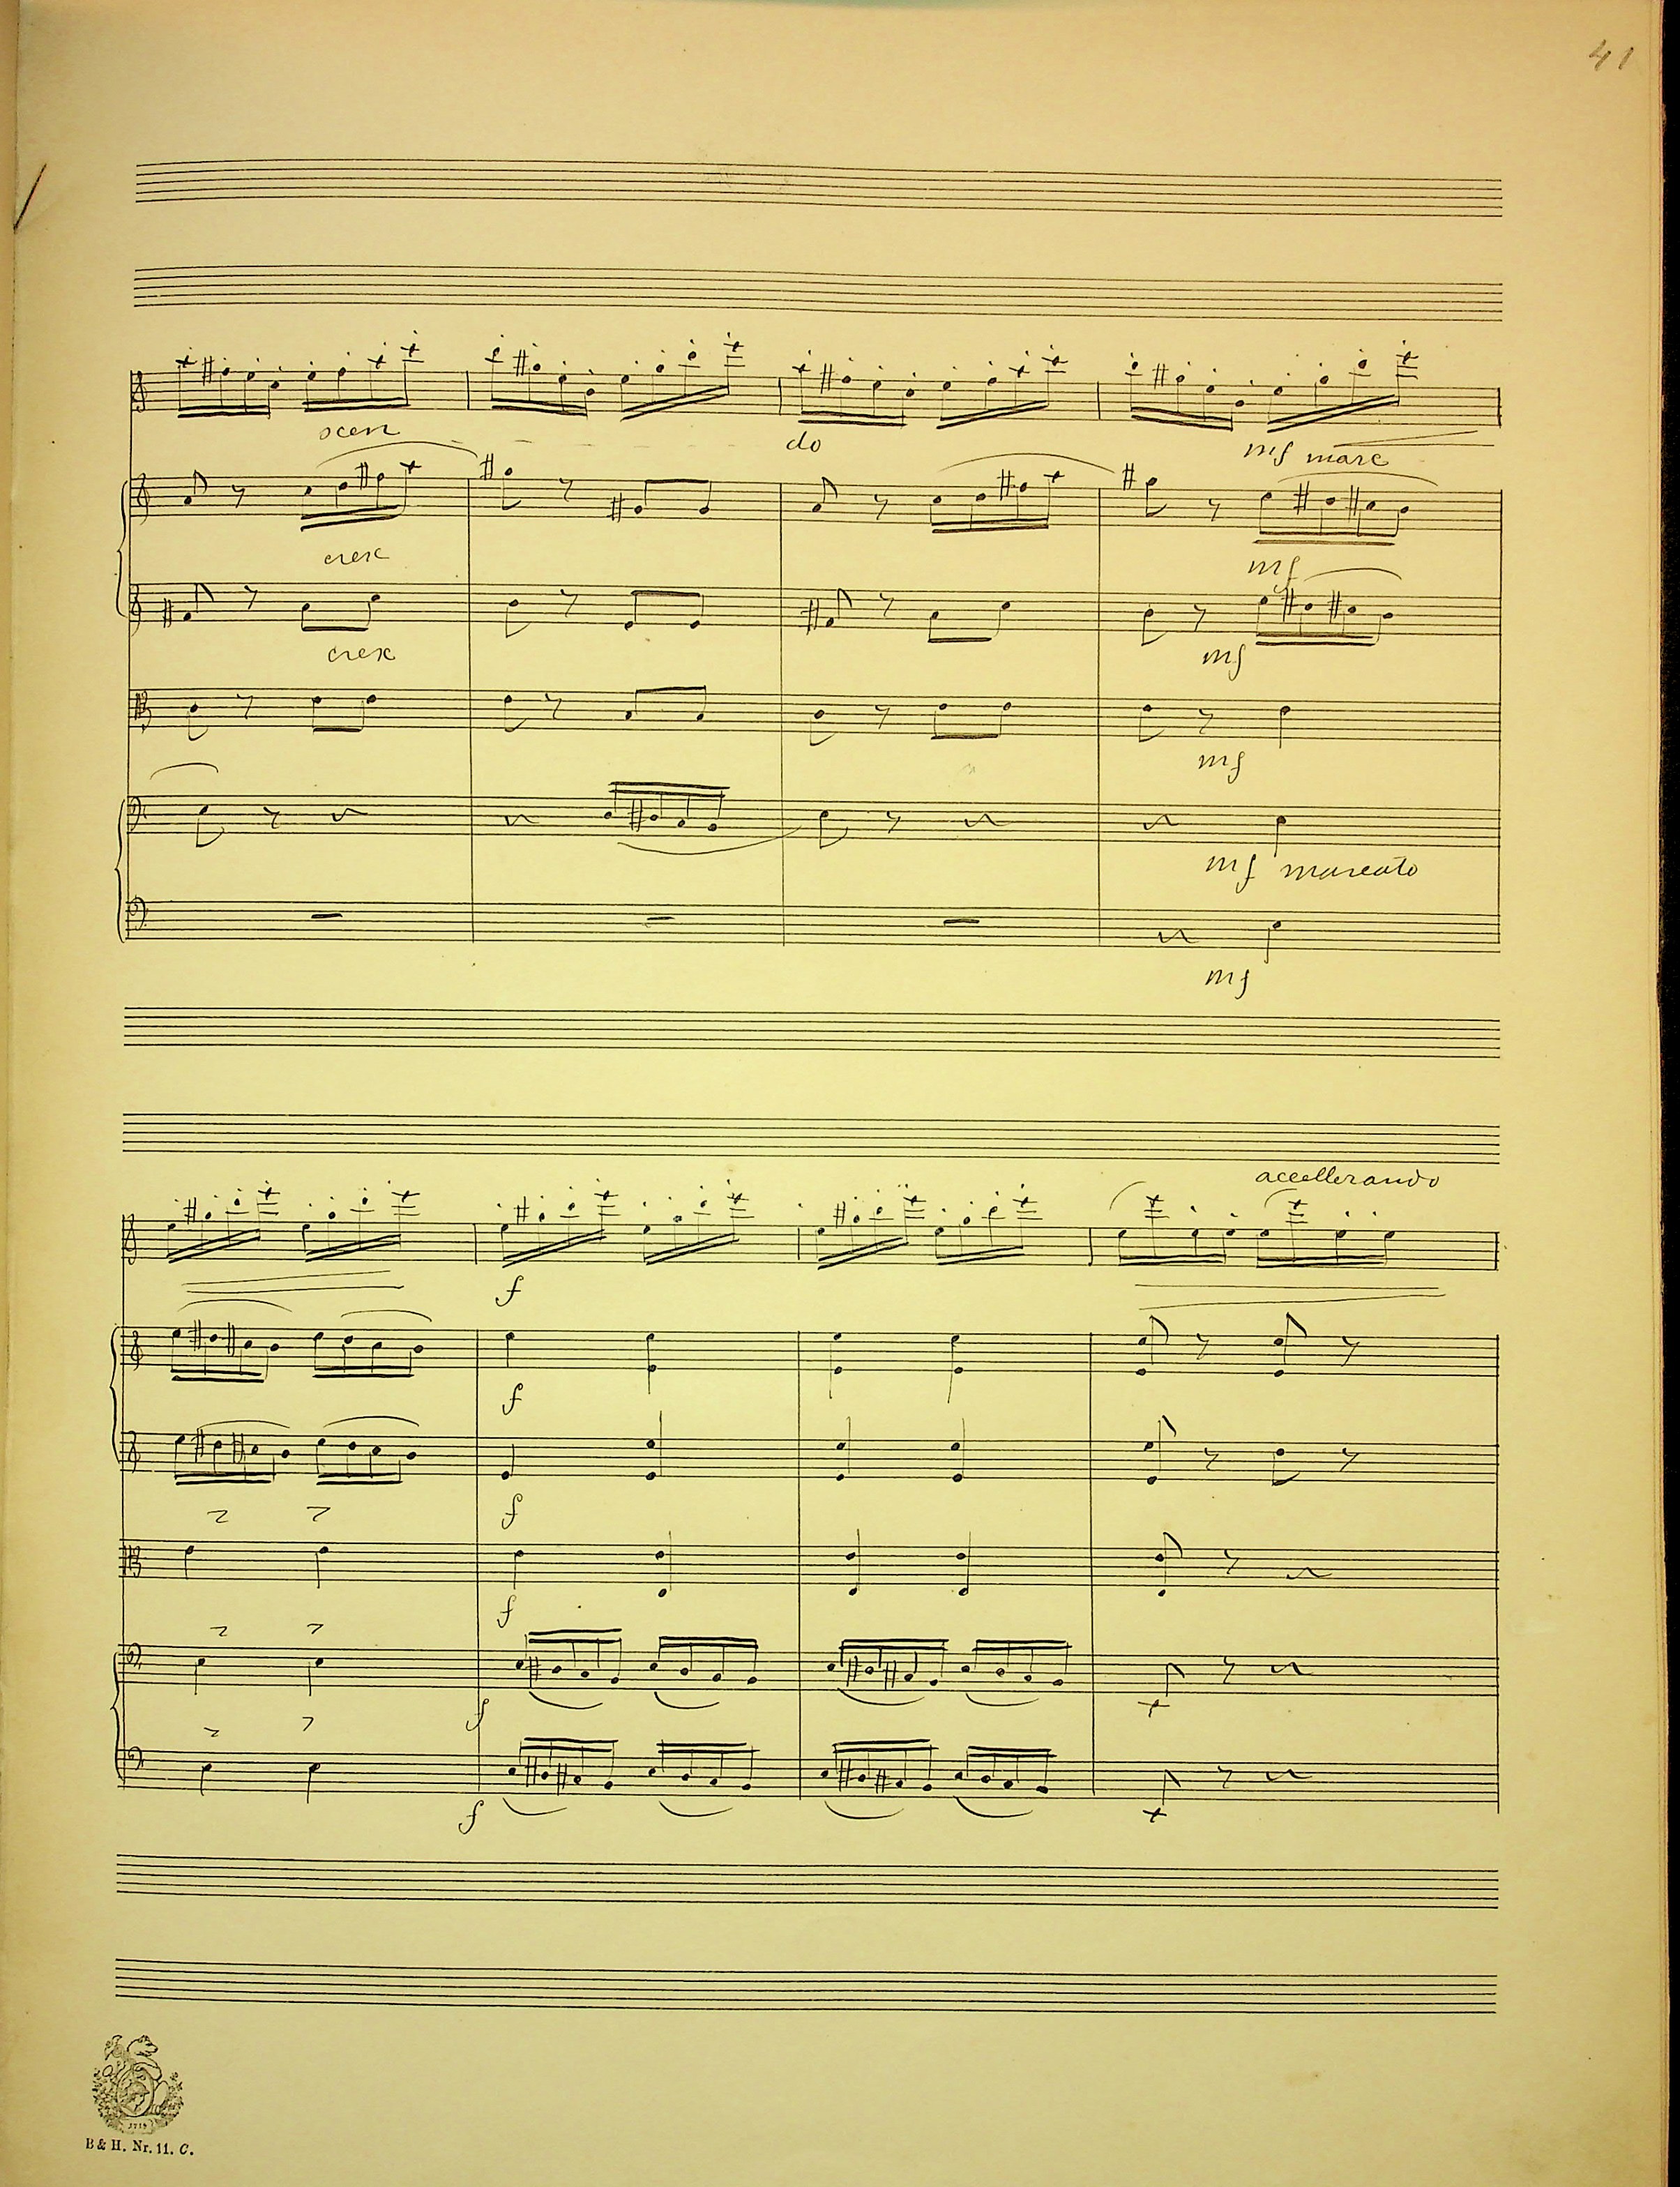 41
scen do
mf marc
cresc
mf
cresc
mf
mf
mf marcato
mf
accellerando
f
f
f
f
f
f
1719
B & H. Nr. 11. C.